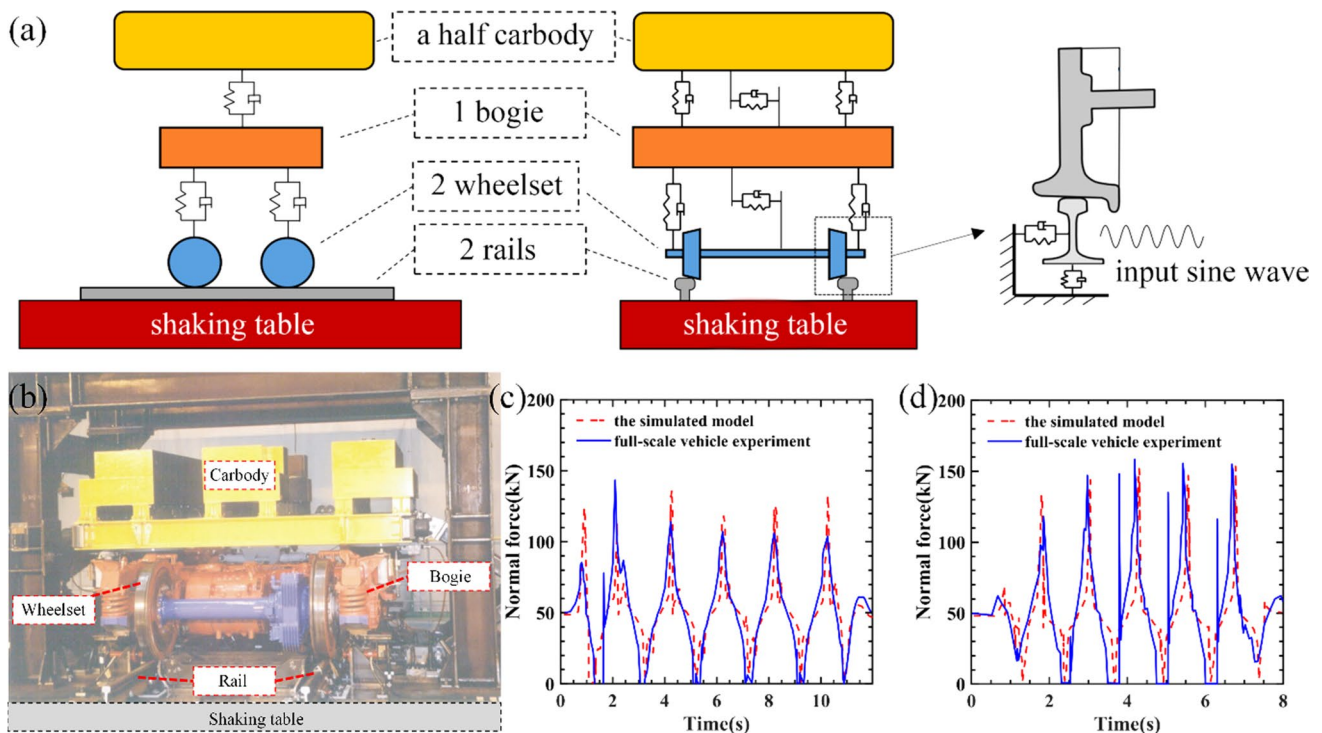 (a)
a half carbody
1 bogie
2 wheelset
2 rails
shaking table
shaking table
input sine wave
(b)
Carbody
Wheelset
Bogie
Rail
Shaking table
(c)
200
150
100
50
0
Normal force(kN)
the simulated model
full-scale vehicle experiment
0 2 4 6 8 10
Time(s)
(d)
200
150
100
50
0
Normal force(kN)
the simulated model
full-scale vehicle experiment
0 2 4 6 8
Time(s)